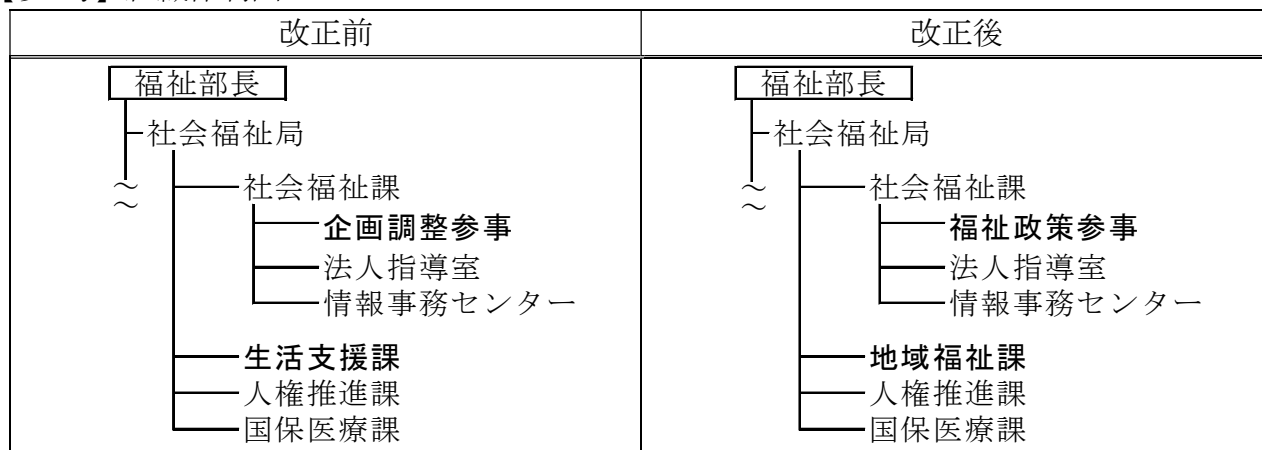 改正前
改正後
福祉部長
社会福祉局
社会福祉課
企画調整参事
法人指導室
情報事務センター
生活支援課
人権推進課
国保医療課
福祉部長
社会福祉局
社会福祉課
福祉政策参事
法人指導室
情報事務センター
地域福祉課
人権推進課
国保医療課